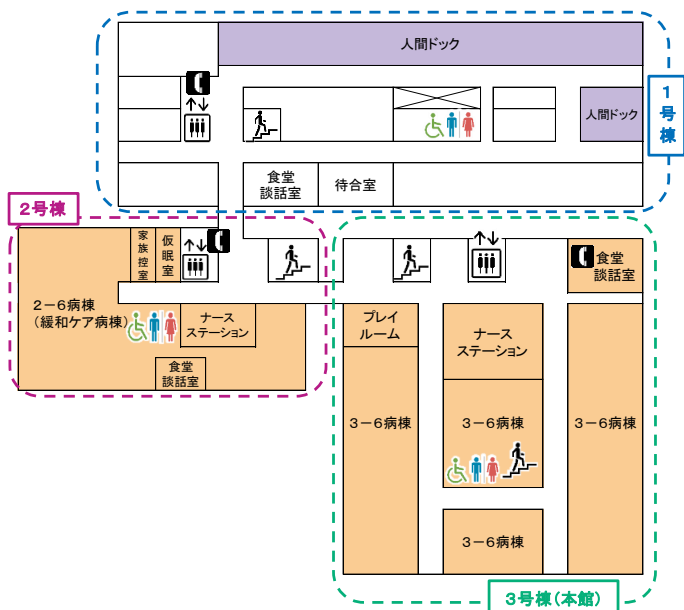 人間ドック
人間ドック
1
号
棟
食堂
談話室
待合室
2号棟
家
族
控
室
仮
眠
室
食堂
談話室
2－6病棟
（緩和ケア病棟）
ナース
ステーション
食堂
談話室
プレイ
ルーム
ナース
ステーション
3－6病棟
3－6病棟
3－6病棟
3－6病棟
3号棟（本館）